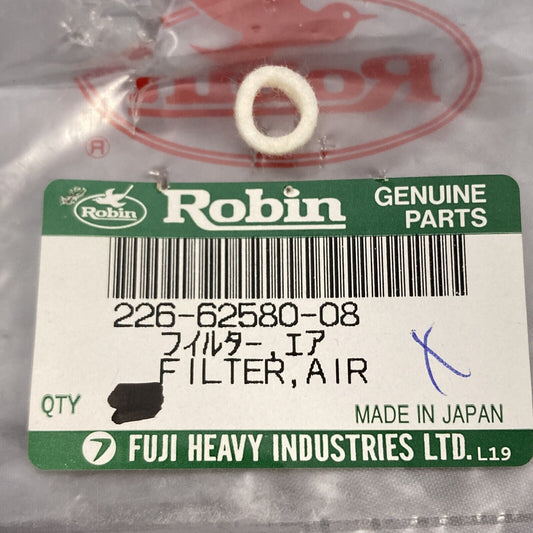 Robin
®
Robin
Robin
GENUINE
PARTS
226-62580-08
フィルター,エア
FILTER,AIR
QTY
X
MADE IN JAPAN
FUJI HEAVY INDUSTRIES LTD. L19